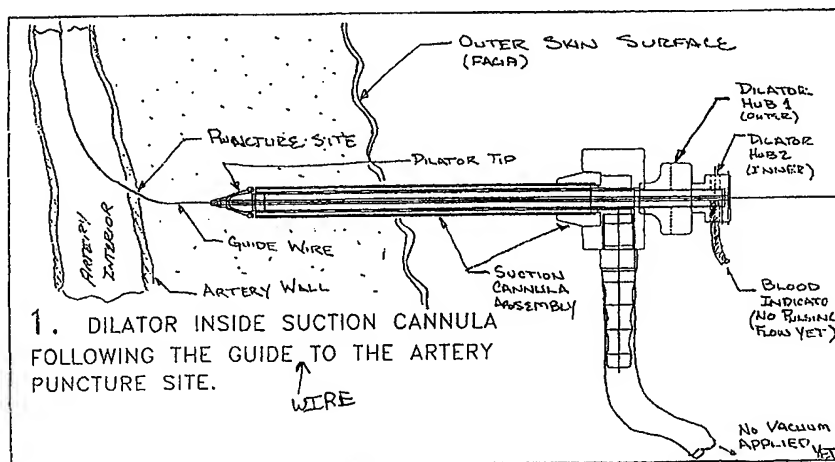 OUTER SKIN SURFACE
(FACIA)
DILATOR
HUB 1
(OUTER)
DILATOR
HUB 2
(INNER)
PUNCTURE SITE
DILATOR TIP
ARTERY
INTERIOR
GUIDE WIRE
ARTERY WALL
SUCTION
CANNULA
ASSEMBLY
BLOOD
INDICATO
(NO PULSING
FLOW YET)
1. DILATOR INSIDE SUCTION CANNULA
FOLLOWING THE GUIDE TO THE ARTERY
PUNCTURE SITE.
WIRE
NO VACUUM
APPLIED YET